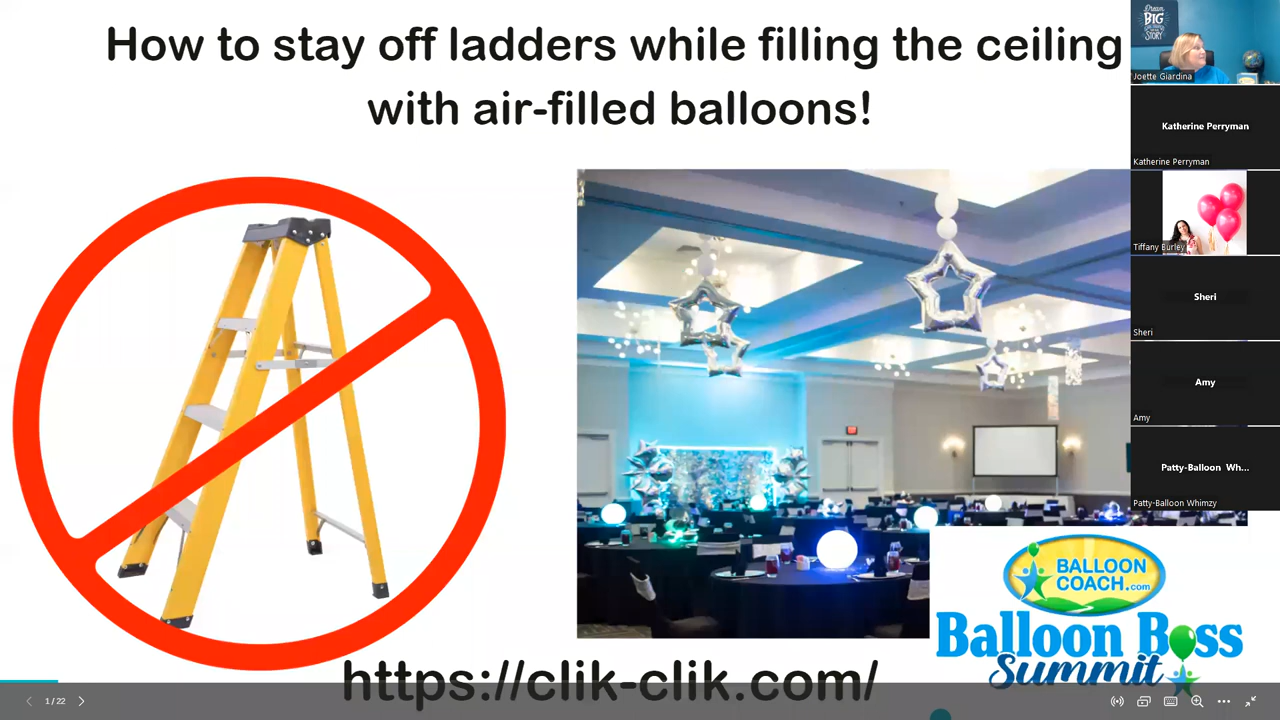 How to stay off ladders while filling the ceiling
with air-filled balloons!
Dream
BIG
STORY
Joette Giardina
Katherine Perryman
Katherine Perryman
Tiffany Burley
Sheri
Sheri
Amy
Amy
Patty-Balloon Wh...
Patty-Balloon Whimzy
BALLOON
COACH.com
Balloon Boss
Summit
https://clik-clik.com/
1/22